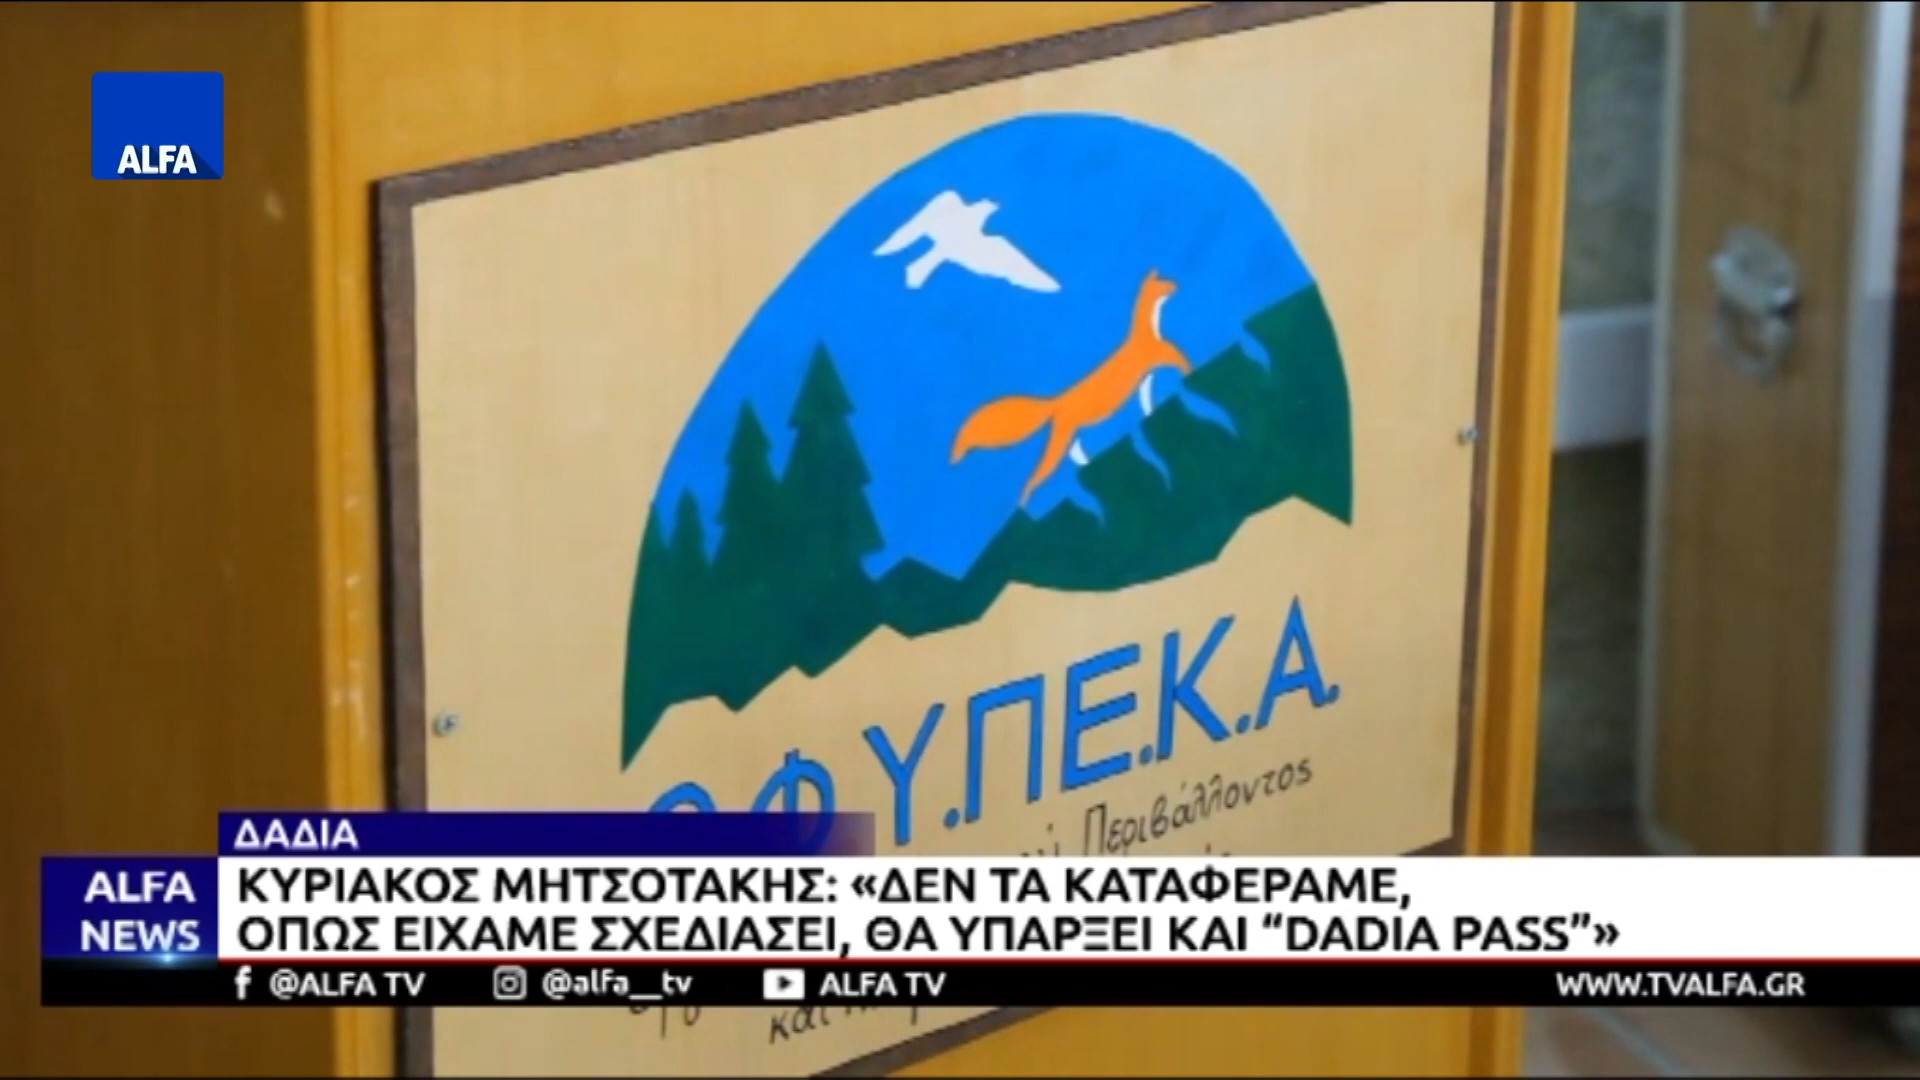 ALFA
Ο.Φ.Υ.ΠΕ.Κ.Α.
Περιβάλλοντος
και
ΔΑΔΙΑ
ALFA NEWS
ΚΥΡΙΑΚΟΣ ΜΗΤΣΟΤΑΚΗΣ: «ΔΕΝ ΤΑ ΚΑΤΑΦΕΡΑΜΕ,
ΟΠΩΣ ΕΙΧΑΜΕ ΣΧΕΔΙΑΣΕΙ, ΘΑ ΥΠΑΡΞΕΙ ΚΑΙ “DADIA PASS”»
@ALFA TV @alfa__tv ALFA TV WWW.TVALFA.GR